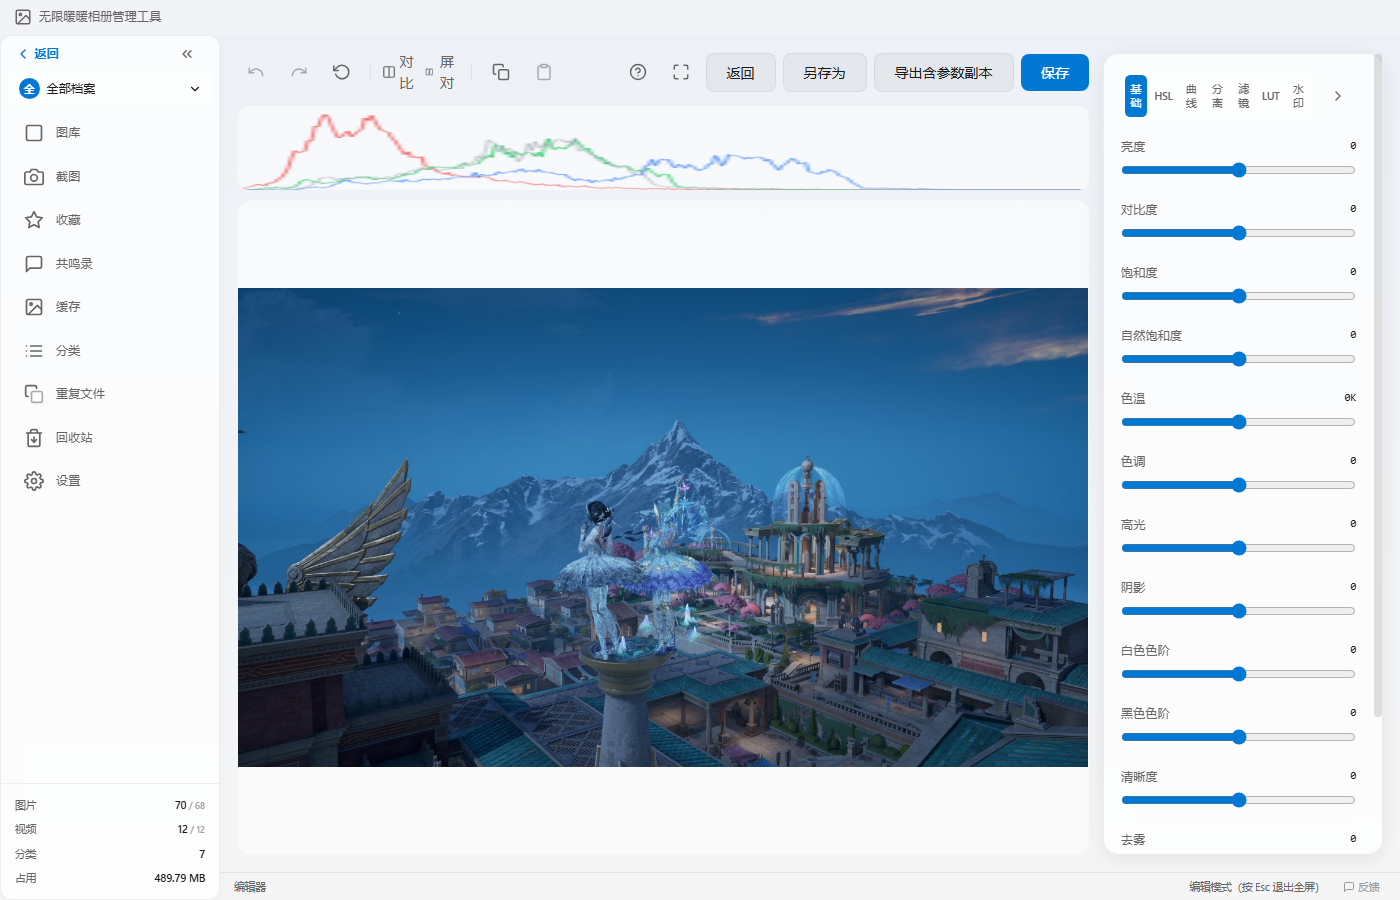 无限暖暖相册管理工具
返回
全 全部档案
图库
截图
收藏
共鸣录
缓存
分类
重复文件
回收站
设置
图片 70 / 68
视频 12 / 12
分类 7
占用 489.79 MB
对比
屏对
返回
另存为
导出含参数副本
保存
基础 HSL 曲线 分离 滤镜 LUT 水印
亮度 0
对比度 0
饱和度 0
自然饱和度 0
色温 0K
色调 0
高光 0
阴影 0
白色色阶 0
黑色色阶 0
清晰度 0
去雾 0
编辑器
编辑模式（按 Esc 退出全屏）
反馈